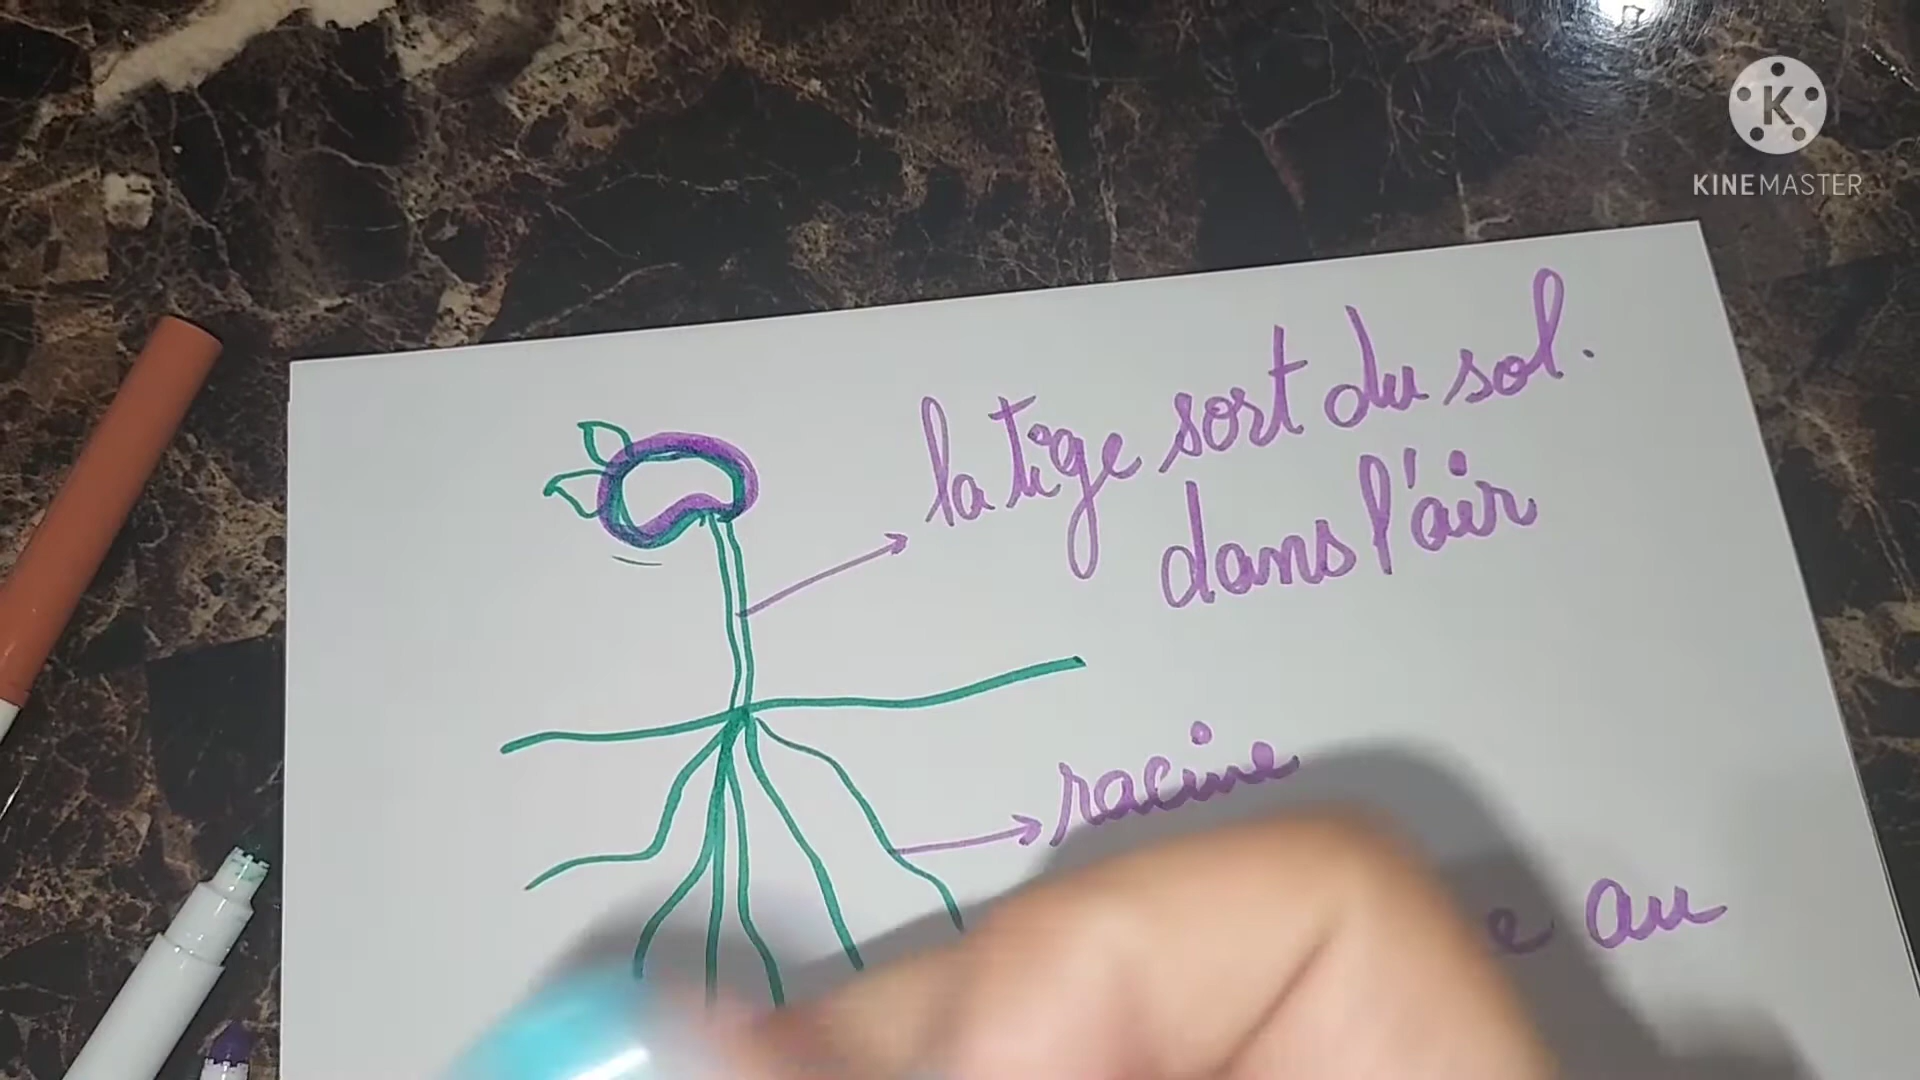 KINEMASTER
la tige sort du sol.
dans l'air
racine
au